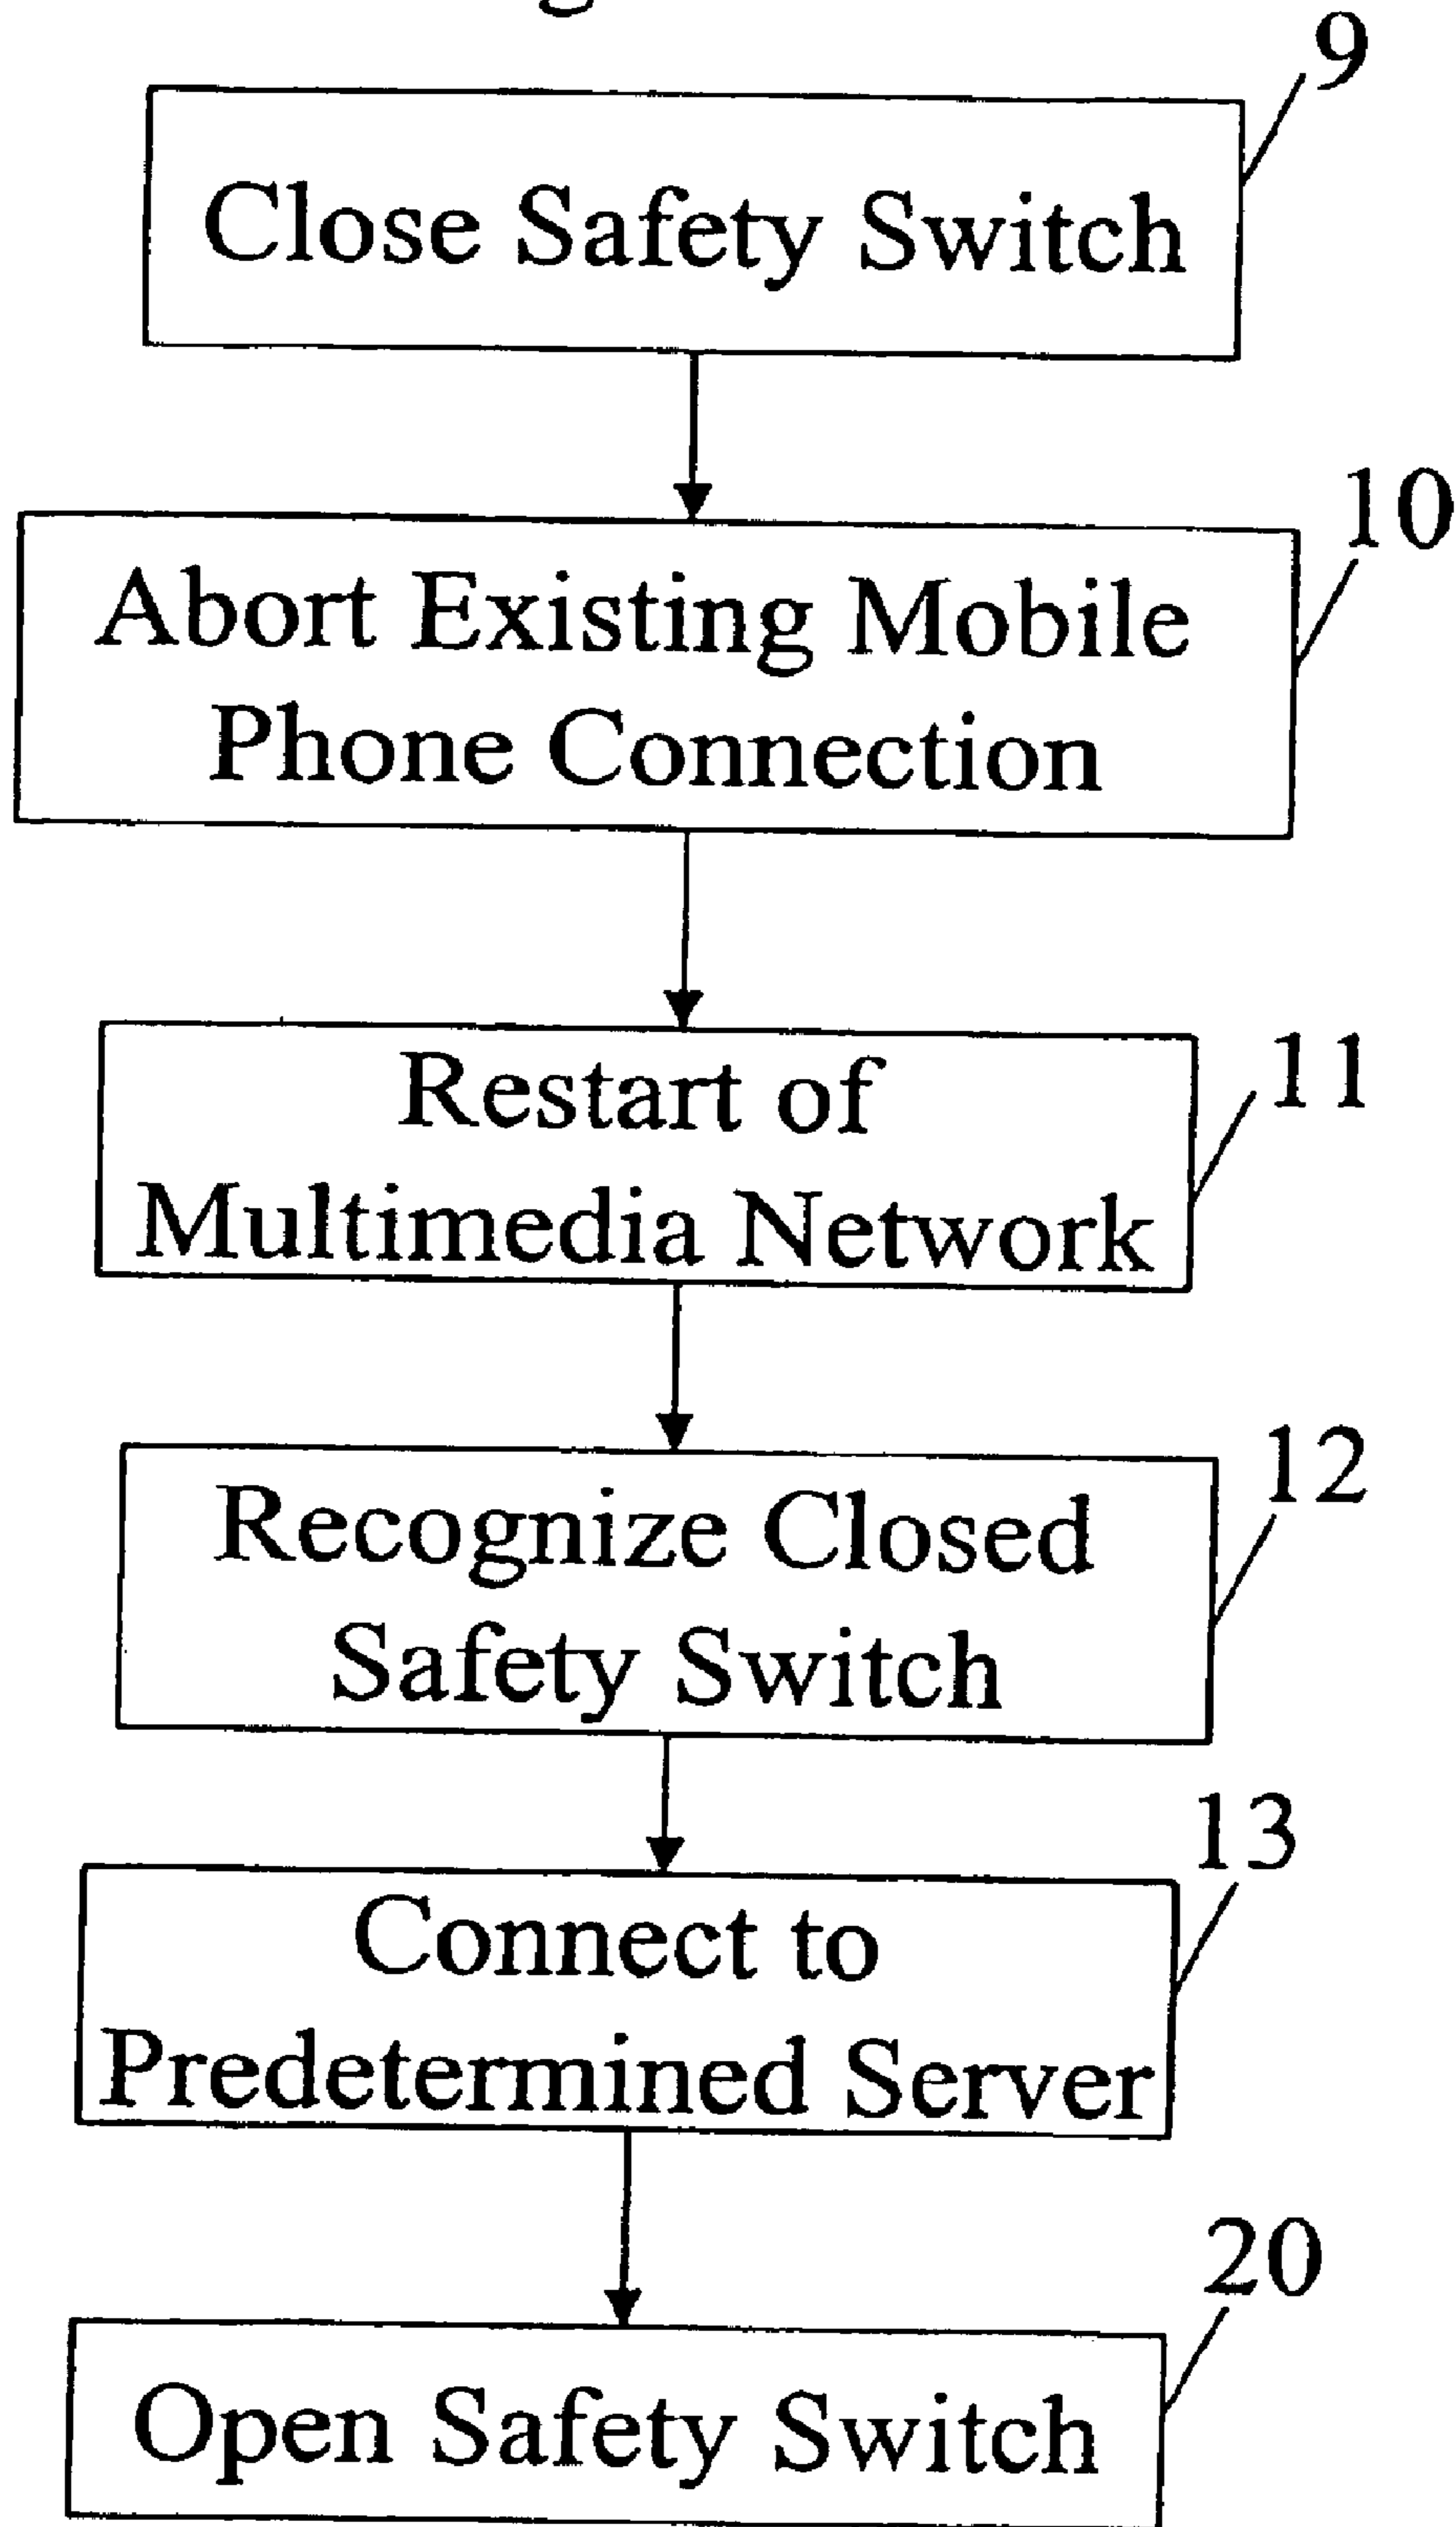 9
Close Safety Switch
10
Abort Existing Mobile
Phone Connection
11
Restart of
Multimedia Network
12
Recognize Closed
Safety Switch
13
Connect to
Predetermined Server
20
Open Safety Switch